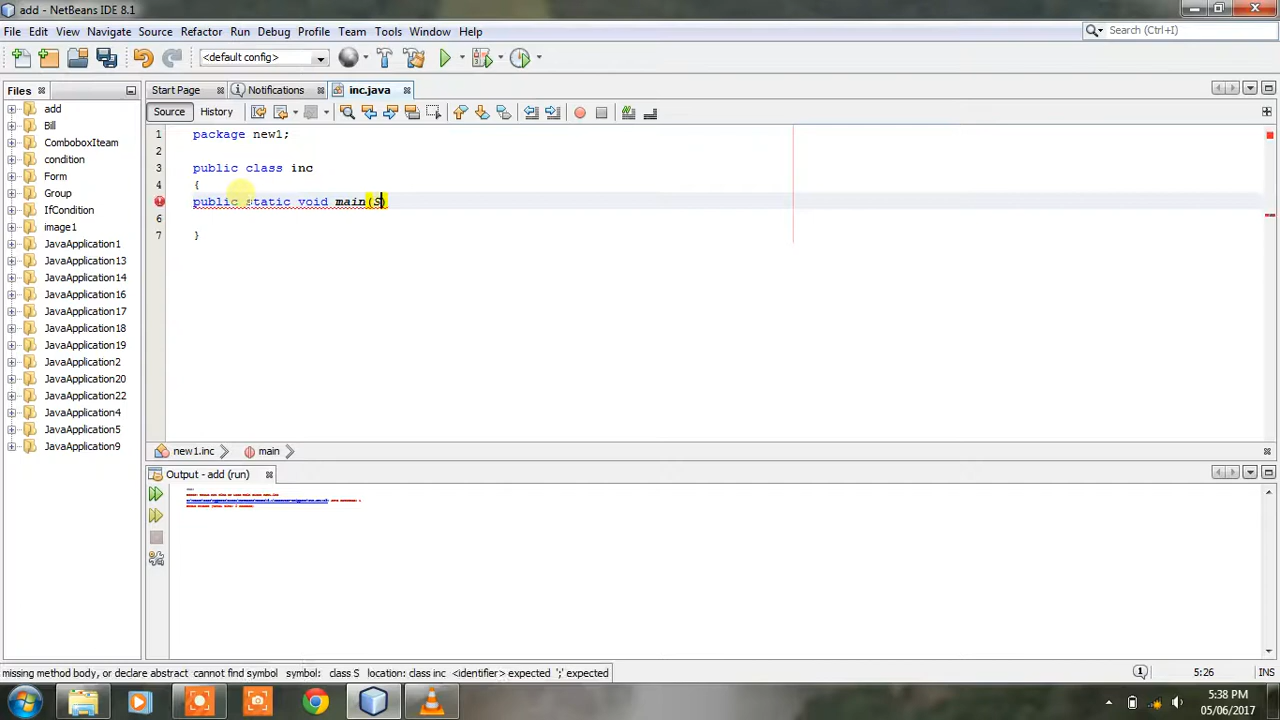 add - NetBeans IDE 8.1
File Edit View Navigate Source Refactor Run Debug Profile Team Tools Window Help
Search (Ctrl+I)
<default config>
Files
Start Page
Notifications
inc.java
Source
History
add
Bill
ComboboxIteam
condition
Form
Group
IfCondition
image1
JavaApplication1
JavaApplication13
JavaApplication14
JavaApplication16
JavaApplication17
JavaApplication18
JavaApplication19
JavaApplication2
JavaApplication20
JavaApplication22
JavaApplication4
JavaApplication5
JavaApplication9
1 package new1;
2
3 public class inc
4 {
public static void main(S)
6
7 }
new1.inc
main
Output - add (run)
missing method body, or declare abstract cannot find symbol symbol: class S location: class inc <identifier> expected ';' expected
1
5:26
5:38 PM
05/06/2017